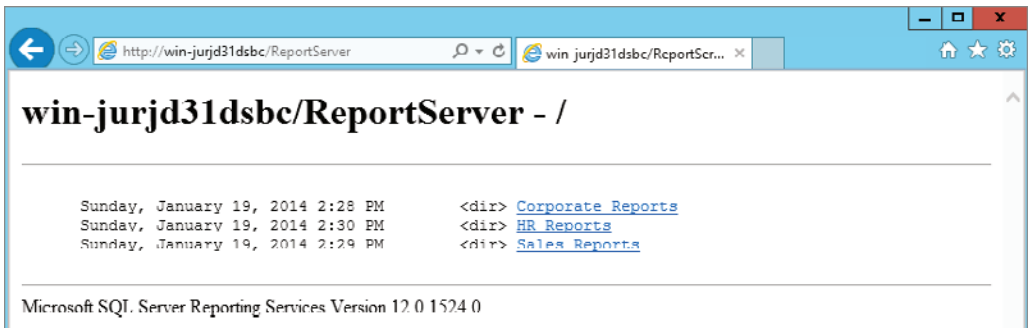 http://win-jurjd31dsbc/ReportServer
win-jurjd31dsbc/ReportScr...
win-jurjd31dsbc/ReportServer - /
Sunday, January 19, 2014 2:28 PM <dir> Corporate Reports
Sunday, January 19, 2014 2:30 PM <dir> HR Reports
Sunday, January 19, 2014 2:29 PM <dir> Sales Reports
Microsoft SQL Server Reporting Services Version 12.0.1524.0